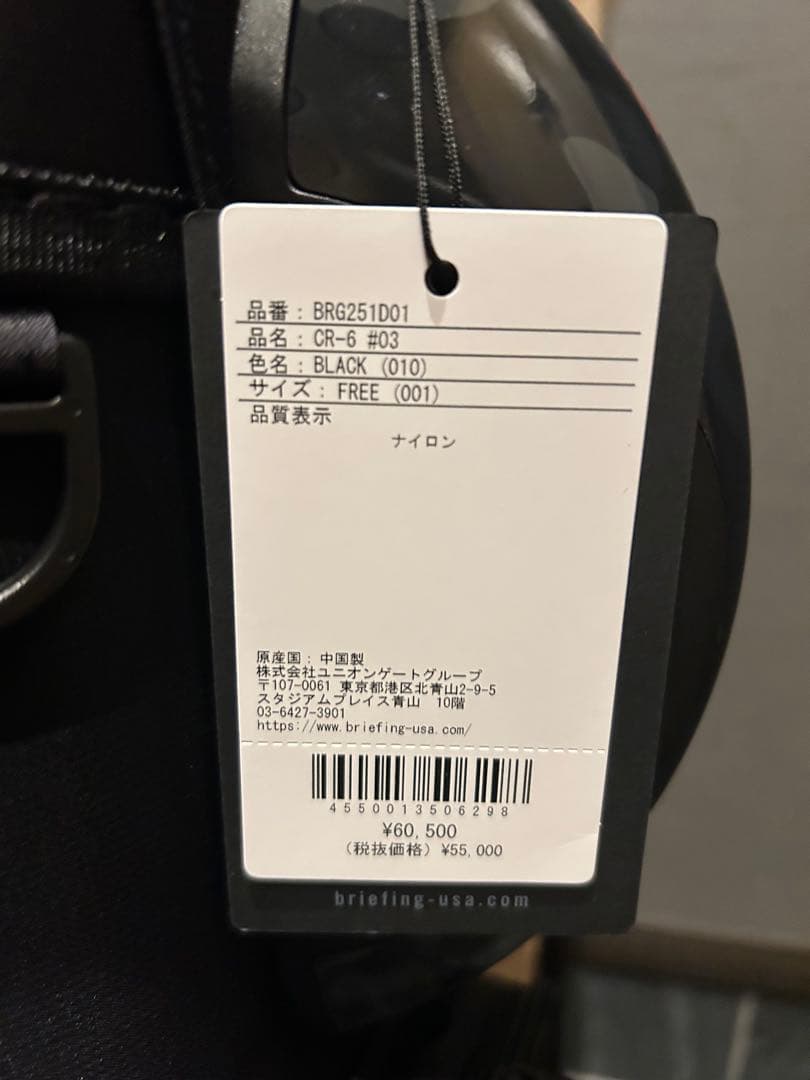 品番 : BRG251D01
品名 : CR-6 #03
色名 : BLACK (010)
サイズ : FREE (001)
品質表示
ナイロン
原産国 : 中国製
株式会社ユニオンゲートグループ
〒107-0061 東京都港区北青山2-9-5
スタジアムプレイス青山 10階
03-6427-3901
https://www.briefing-usa.com/
4550013506298
¥60,500
(税抜価格) ¥55,000
briefing-usa.com